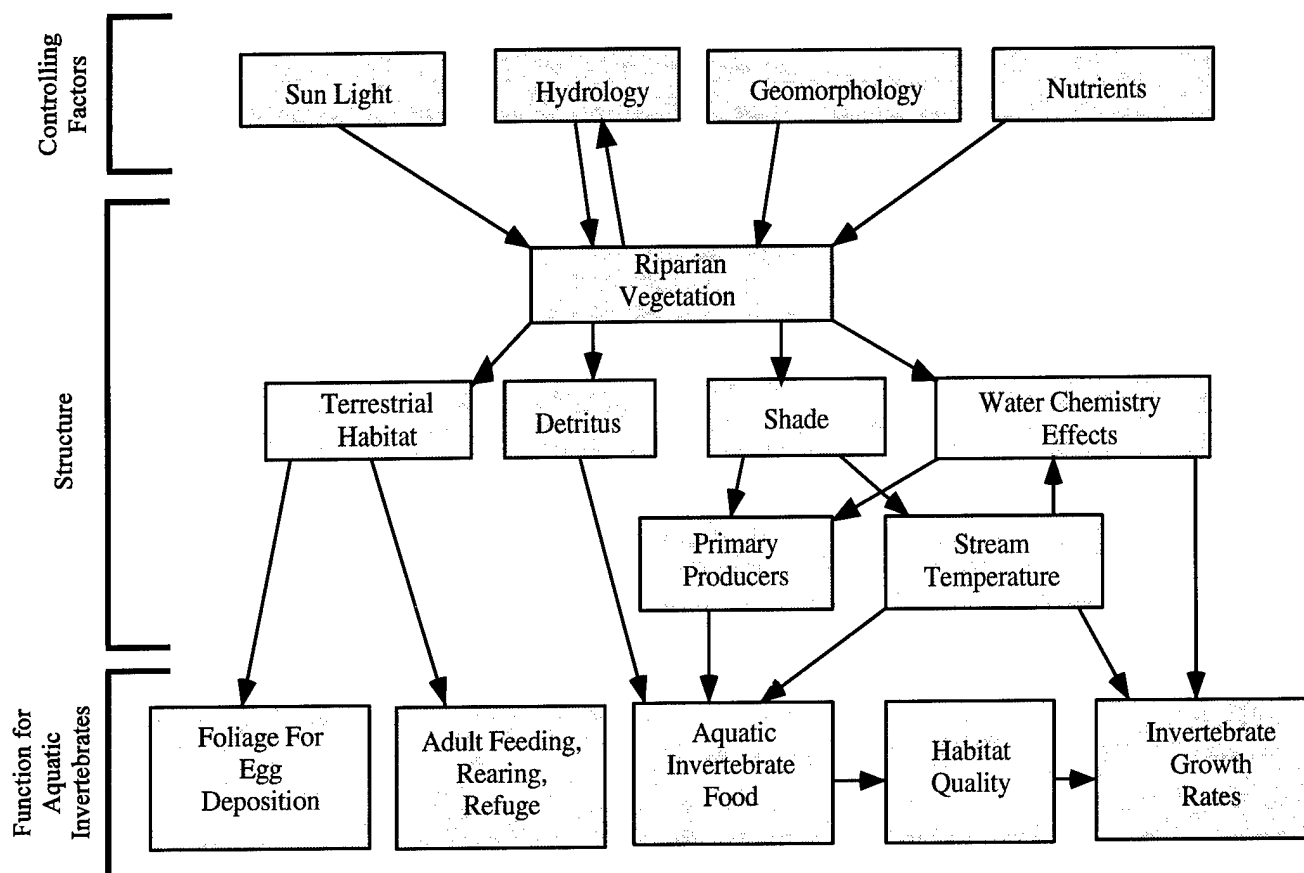 Controlling
Factors
Sun Light
Hydrology
Geomorphology
Nutrients
Structure
Riparian
Vegetation
Terrestrial
Habitat
Detritus
Shade
Water Chemistry
Effects
Primary
Producers
Stream
Temperature
Function for
Aquatic
Invertebrates
Foliage For
Egg
Deposition
Adult Feeding,
Rearing,
Refuge
Aquatic
Invertebrate
Food
Habitat
Quality
Invertebrate
Growth
Rates